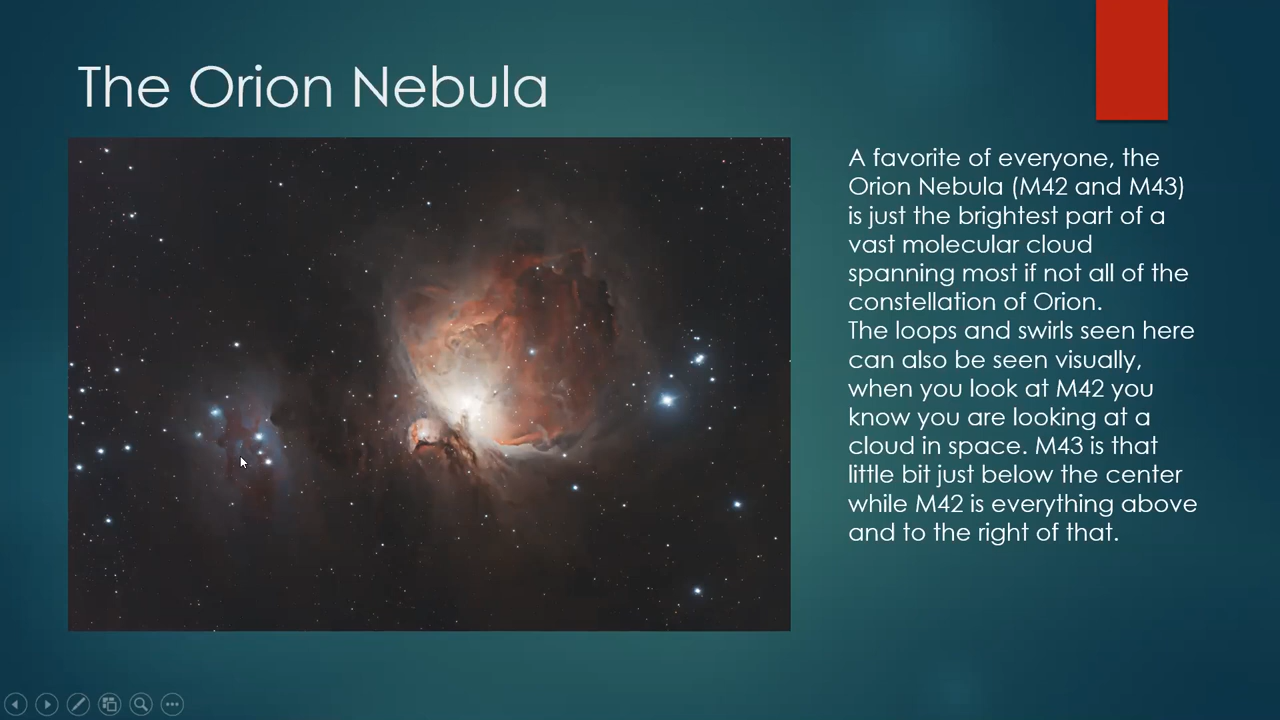 The Orion Nebula
A favorite of everyone, the
Orion Nebula (M42 and M43)
is just the brightest part of a
vast molecular cloud
spanning most if not all of the
constellation of Orion.
The loops and swirls seen here
can also be seen visually,
when you look at M42 you
know you are looking at a
cloud in space. M43 is that
little bit just below the center
while M42 is everything above
and to the right of that.